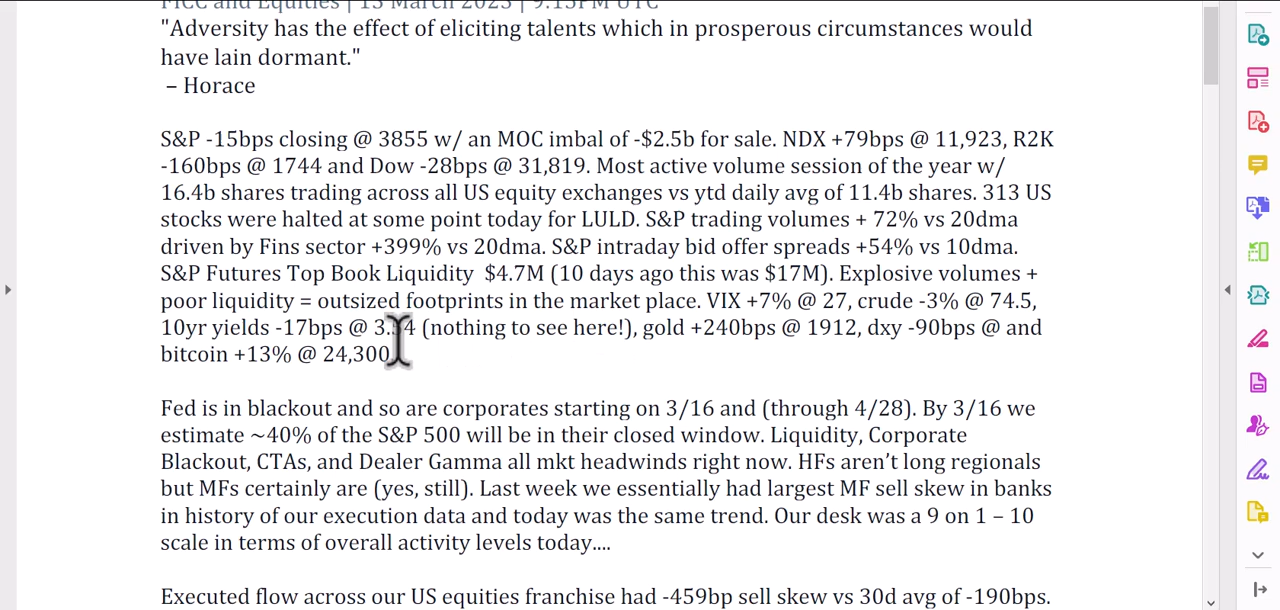 FICC and Equities | 13 March 2023 | 9:15PM UTC
"Adversity has the effect of eliciting talents which in prosperous circumstances would
have lain dormant."
– Horace
S&P -15bps closing @ 3855 w/ an MOC imbal of -$2.5b for sale. NDX +79bps @ 11,923, R2K
-160bps @ 1744 and Dow -28bps @ 31,819. Most active volume session of the year w/
16.4b shares trading across all US equity exchanges vs ytd daily avg of 11.4b shares. 313 US
stocks were halted at some point today for LULD. S&P trading volumes + 72% vs 20dma
driven by Fins sector +399% vs 20dma. S&P intraday bid offer spreads +54% vs 10dma.
S&P Futures Top Book Liquidity $4.7M (10 days ago this was $17M). Explosive volumes +
poor liquidity = outsized footprints in the market place. VIX +7% @ 27, crude -3% @ 74.5,
10yr yields -17bps @ 3.54 (nothing to see here!), gold +240bps @ 1912, dxy -90bps @ and
bitcoin +13% @ 24,300
Fed is in blackout and so are corporates starting on 3/16 and (through 4/28). By 3/16 we
estimate ~40% of the S&P 500 will be in their closed window. Liquidity, Corporate
Blackout, CTAs, and Dealer Gamma all mkt headwinds right now. HFs aren’t long regionals
but MFs certainly are (yes, still). Last week we essentially had largest MF sell skew in banks
in history of our execution data and today was the same trend. Our desk was a 9 on 1 – 10
scale in terms of overall activity levels today....
Executed flow across our US equities franchise had -459bp sell skew vs 30d avg of -190bps.